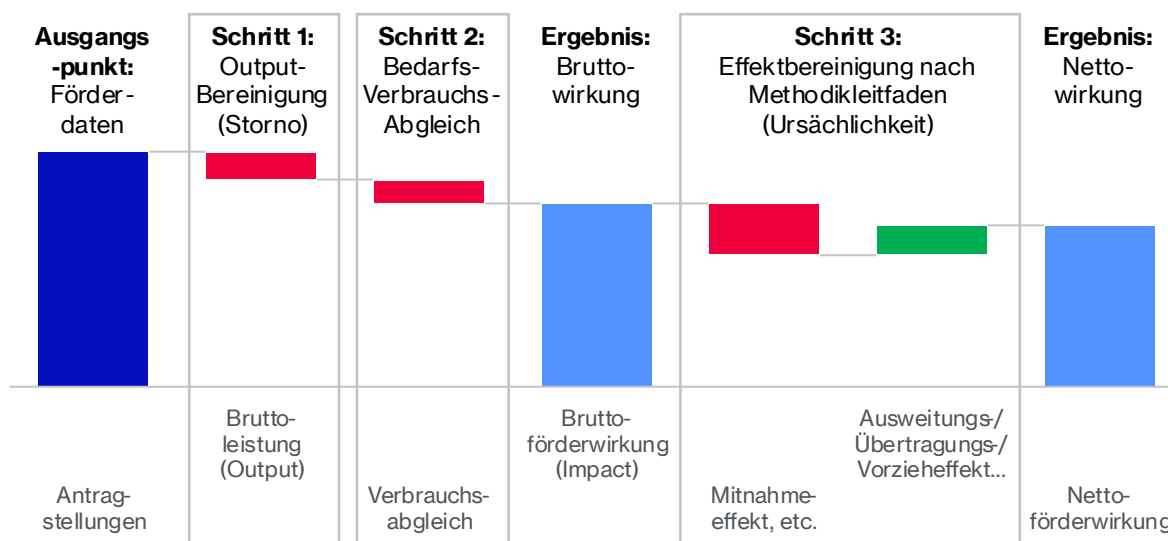 Ausgangs
-punkt:
Förder-
daten
Schritt 1:
Output-
Bereinigung
(Storno)
Schritt 2:
Bedarfs-
Verbrauchs-
Abgleich
Ergebnis:
Brutto-
wirkung
Schritt 3:
Effektbereinigung nach
Methodikleitfaden
(Ursächlichkeit)
Ergebnis:
Netto-
wirkung
Antrag-
stellungen
Brutto-
leistung
(Output)
Verbrauchs-
abgleich
Brutto-
förderwirkung
(Impact)
Mitnahme-
effekt, etc.
Ausweitungs-/
Übertragungs-/
Vorzieheffekt...
Netto-
förderwirkung